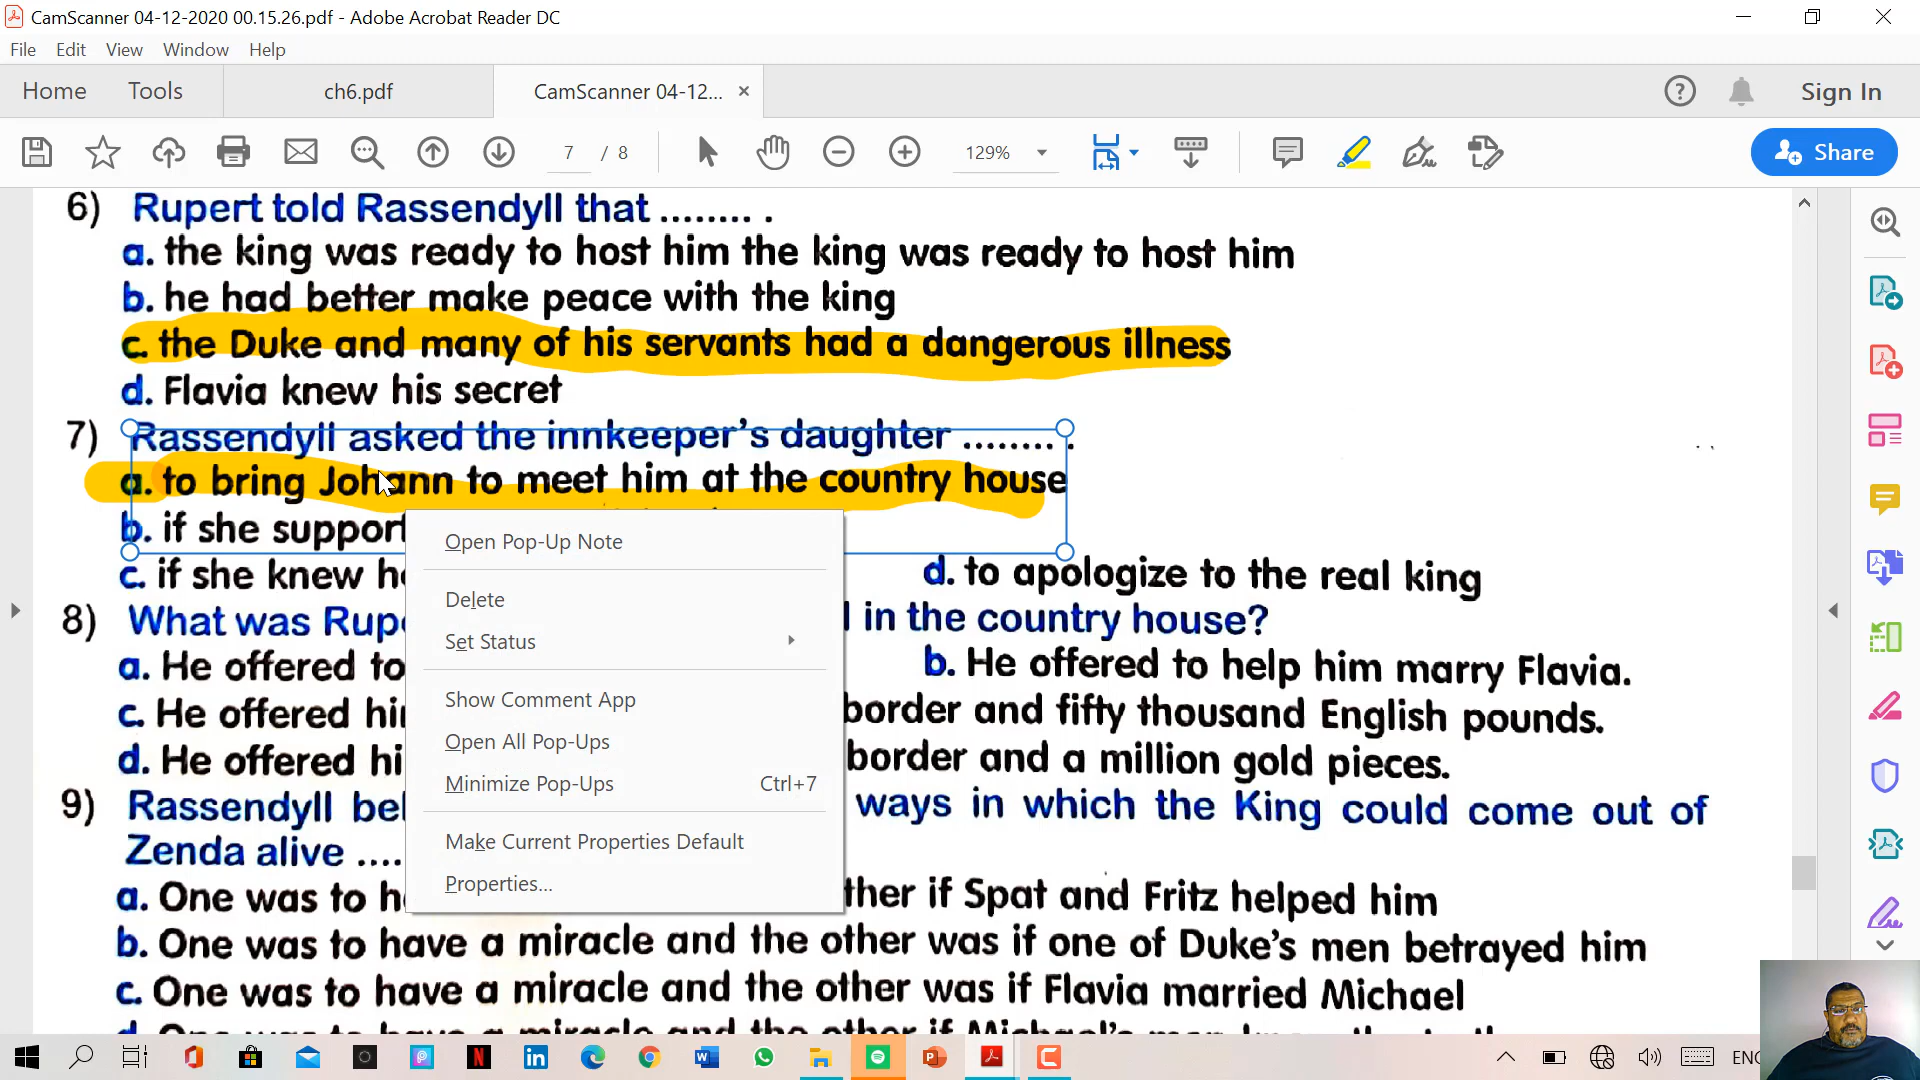 CamScanner 04-12-2020 00.15.26.pdf - Adobe Acrobat Reader DC
File Edit View Window Help
Home Tools ch6.pdf CamScanner 04-12... × Sign In
7 / 8 129% Share
6) Rupert told Rassendyll that ........ .
a. the king was ready to host him the king was ready to host him
b. he had better make peace with the king
c. the Duke and many of his servants had a dangerous illness
d. Flavia knew his secret
7) Rassendyll asked the innkeeper's daughter ........ .
a. to bring Johann to meet him at the country house
b. if she support
c. if she knew d. to apologize to the real king
8) What was in the country house?
a. He offered to b. He offered to help him marry Flavia.
c. He offered border and fifty thousand English pounds.
d. He offered border and a million gold pieces.
9) Rassendyll ways in which the King could come out of
Zenda alive ....
a. One was to if Spat and Fritz helped him
b. One was to have a miracle and the other was if one of Duke's men betrayed him
c. One was to have a miracle and the other was if Flavia married Michael
Open Pop-Up Note
Delete
Set Status
Show Comment App
Open All Pop-Ups
Minimize Pop-Ups Ctrl+7
Make Current Properties Default
Properties...
ENG